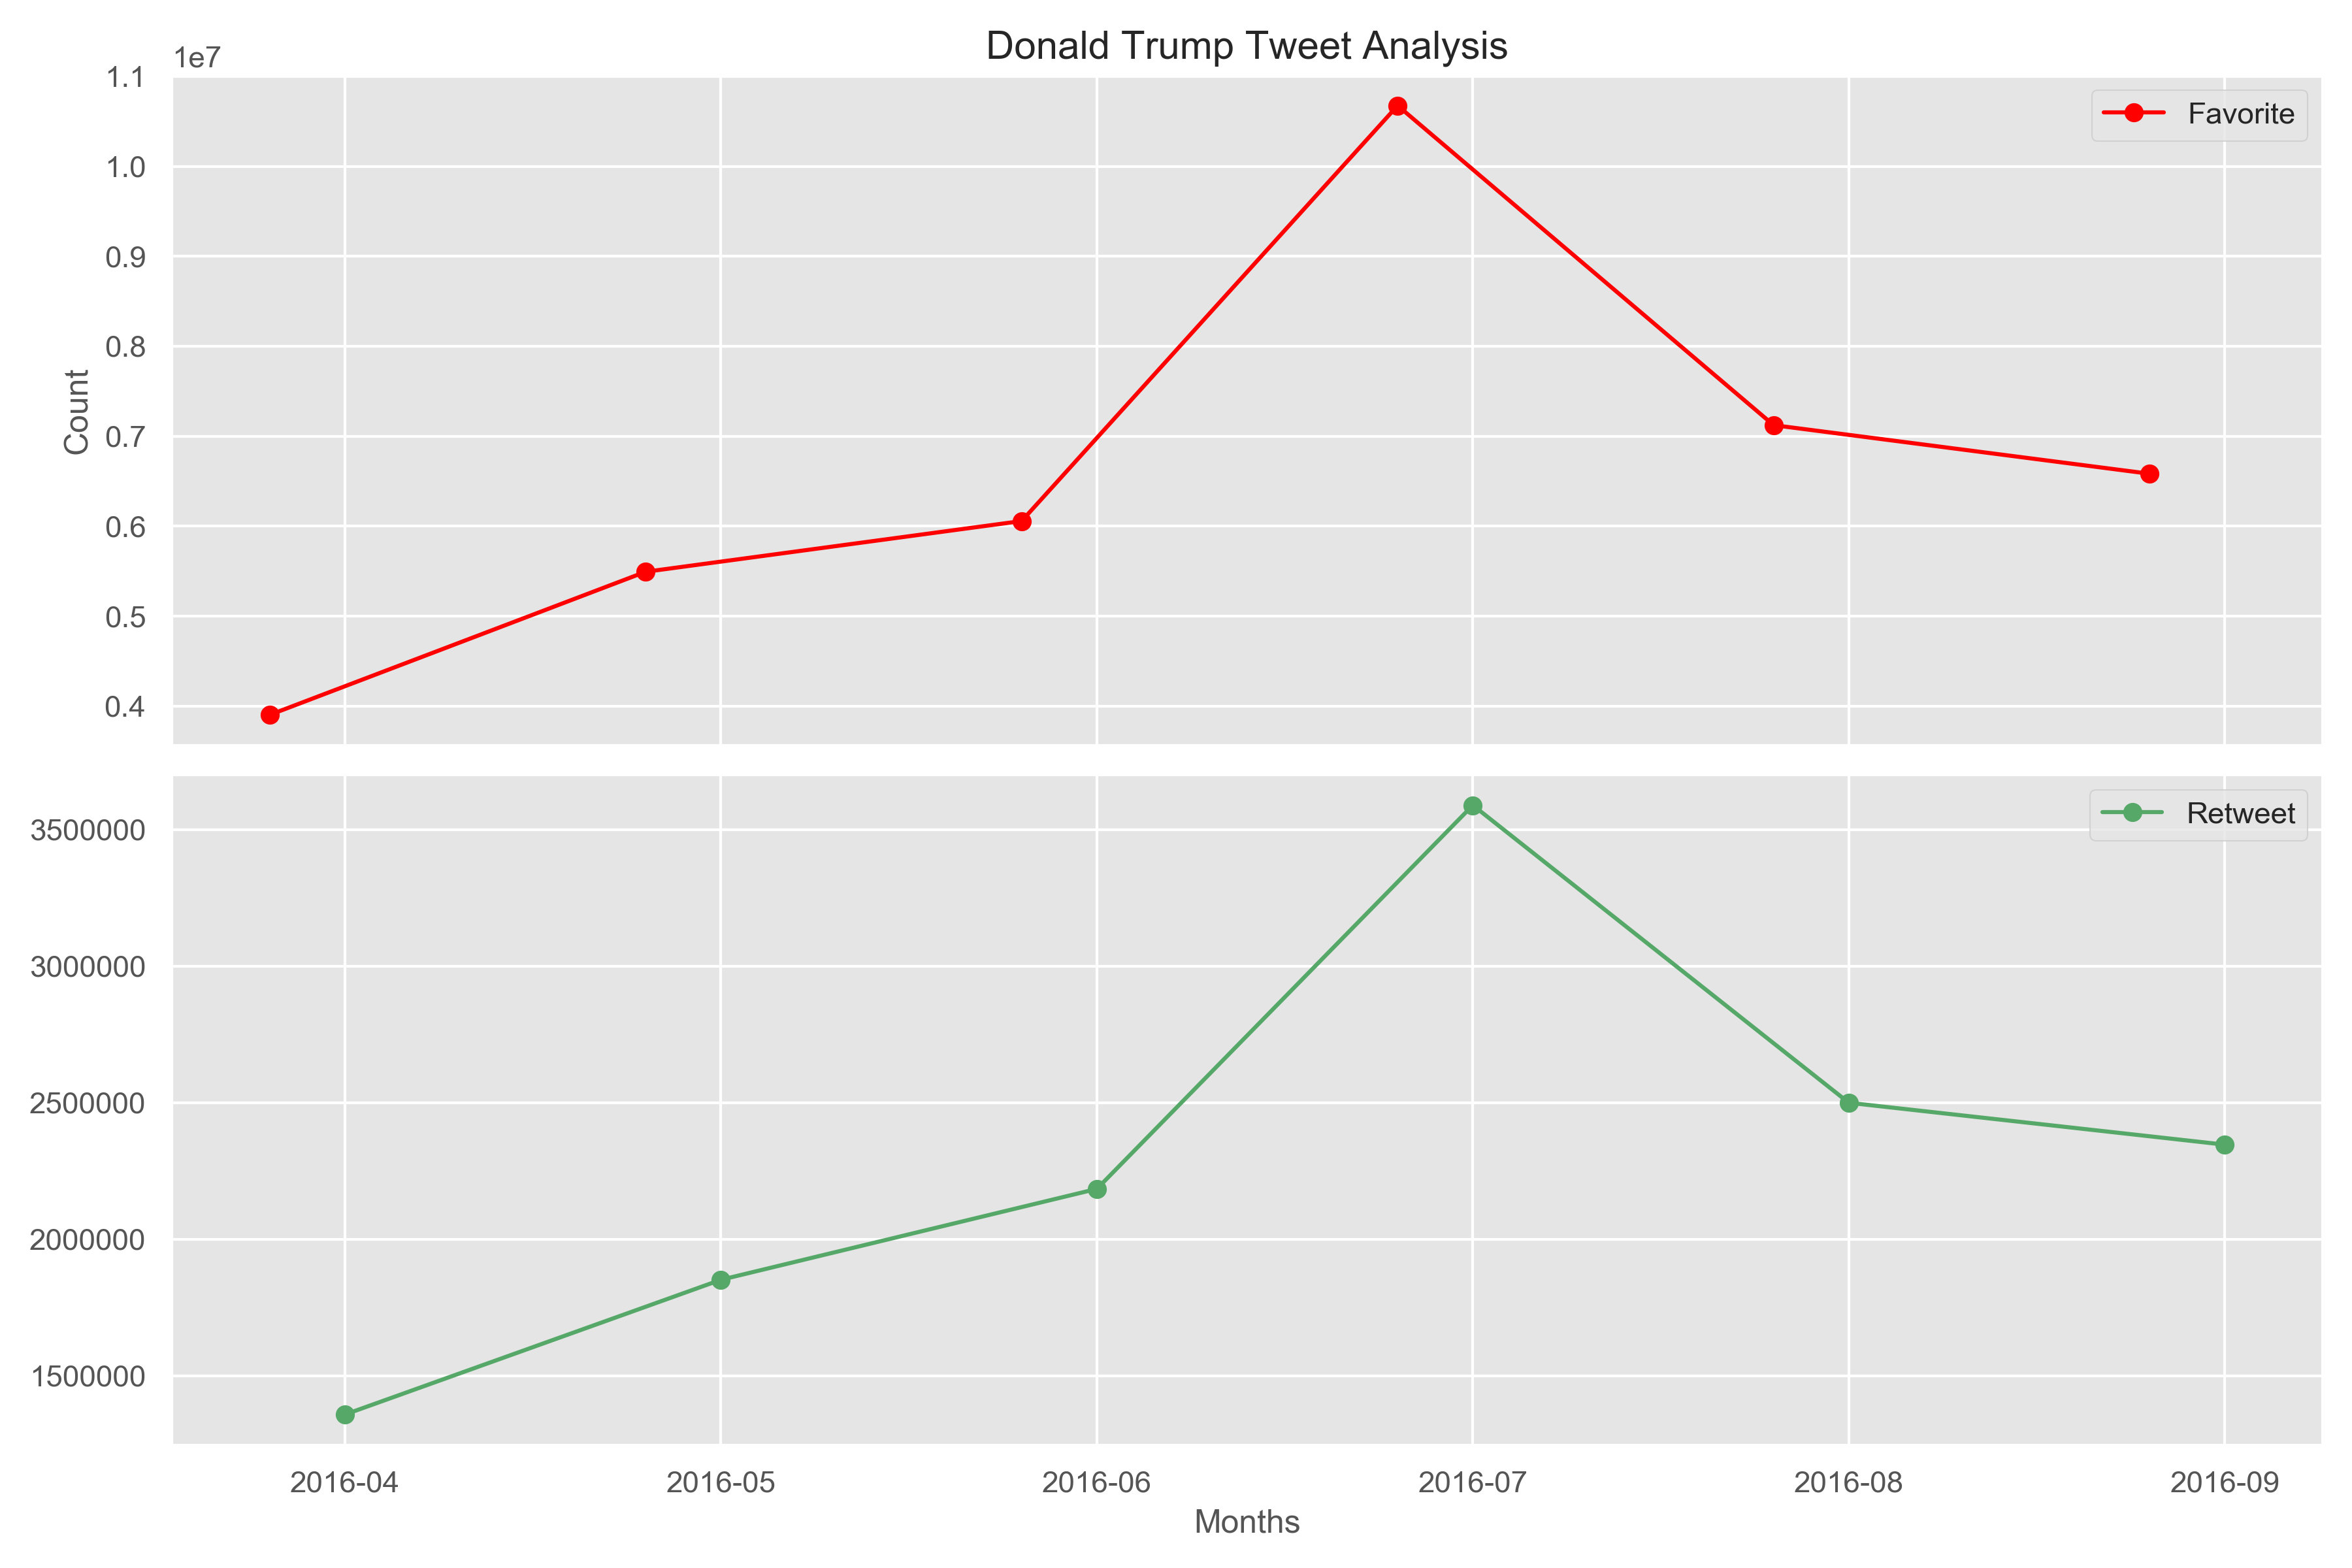 Donald Trump Tweet Analysis
1e7
1.1
1.0
0.9
0.8
0.7
0.6
0.5
0.4
Count
Favorite
3500000
3000000
2500000
2000000
1500000
Retweet
2016-04 2016-05 2016-06 2016-07 2016-08 2016-09
Months